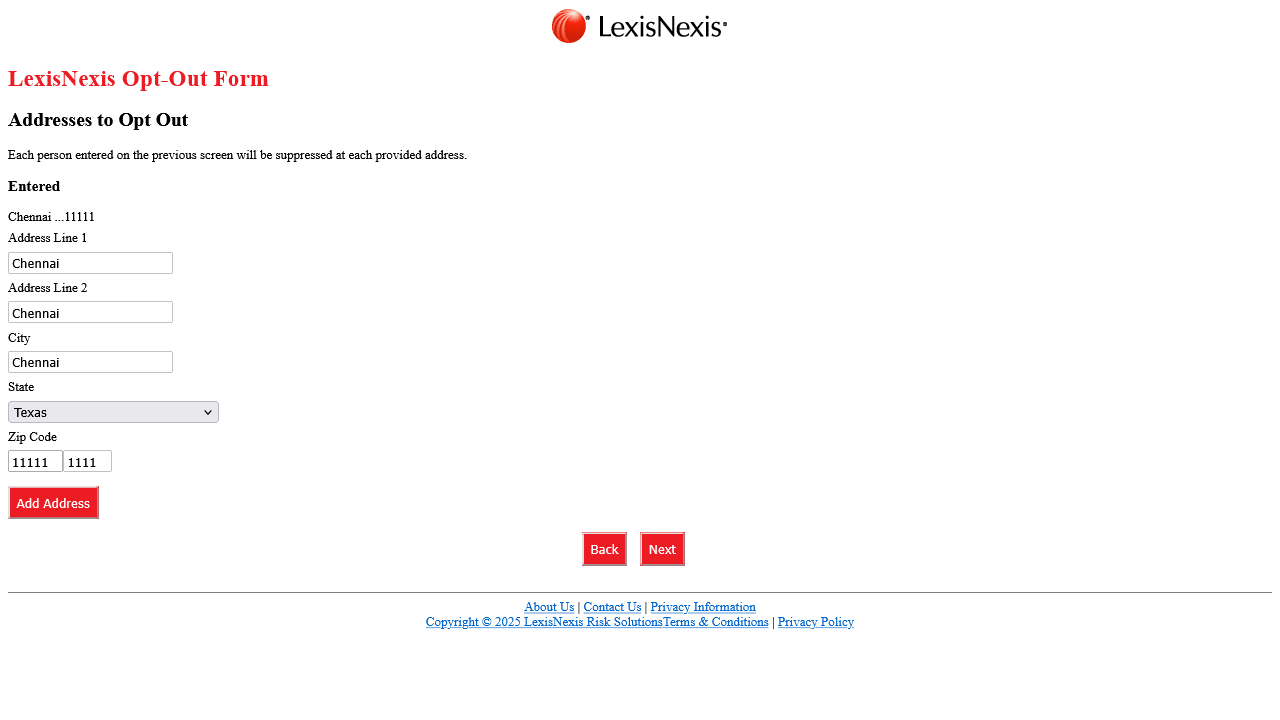 LexisNexis
LexisNexis Opt-Out Form
Addresses to Opt Out
Each person entered on the previous screen will be suppressed at each provided address.
Entered
Chennai ...11111
Address Line 1
Chennai
Address Line 2
Chennai
City
Chennai
State
Texas
Zip Code
11111 1111
Add Address
Back Next
About Us | Contact Us | Privacy Information
Copyright © 2025 LexisNexis Risk SolutionsTerms & Conditions | Privacy Policy